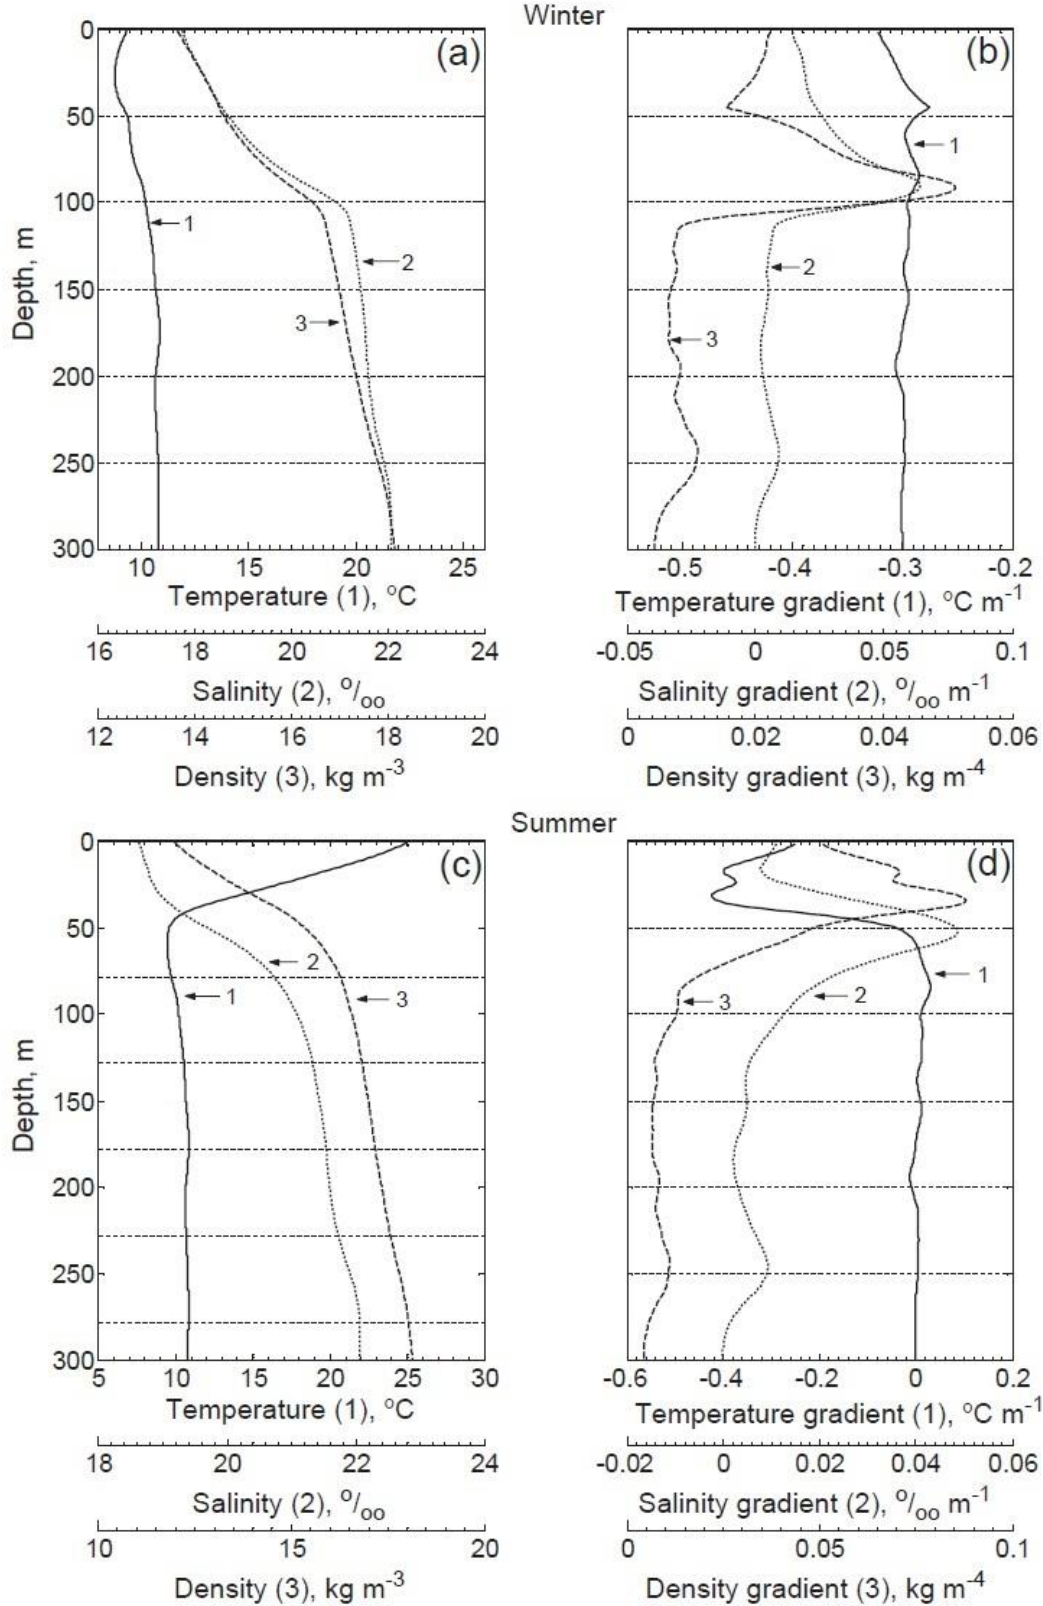 Winter
(a)
(b)
0
50
100
150
200
250
300
Depth, m
1
2
3
1
2
3
10 15 20 25
Temperature (1), °C
-0.5 -0.4 -0.3 -0.2
Temperature gradient (1), °C m-1
16 18 20 22 24
Salinity (2), o/oo
-0.05 0 0.05 0.1
Salinity gradient (2), o/oo m-1
12 14 16 18 20
Density (3), kg m-3
0 0.02 0.04 0.06
Density gradient (3), kg m-4
Summer
(c)
(d)
0
50
100
150
200
250
300
Depth, m
2
1
3
1
2
3
5 10 15 20 25 30
Temperature (1), °C
-0.6 -0.4 -0.2 0 0.2
Temperature gradient (1), °C m-1
18 20 22 24
Salinity (2), o/oo
-0.02 0 0.02 0.04 0.06
Salinity gradient (2), o/oo m-1
10 15 20
Density (3), kg m-3
0 0.05 0.1
Density gradient (3), kg m-4